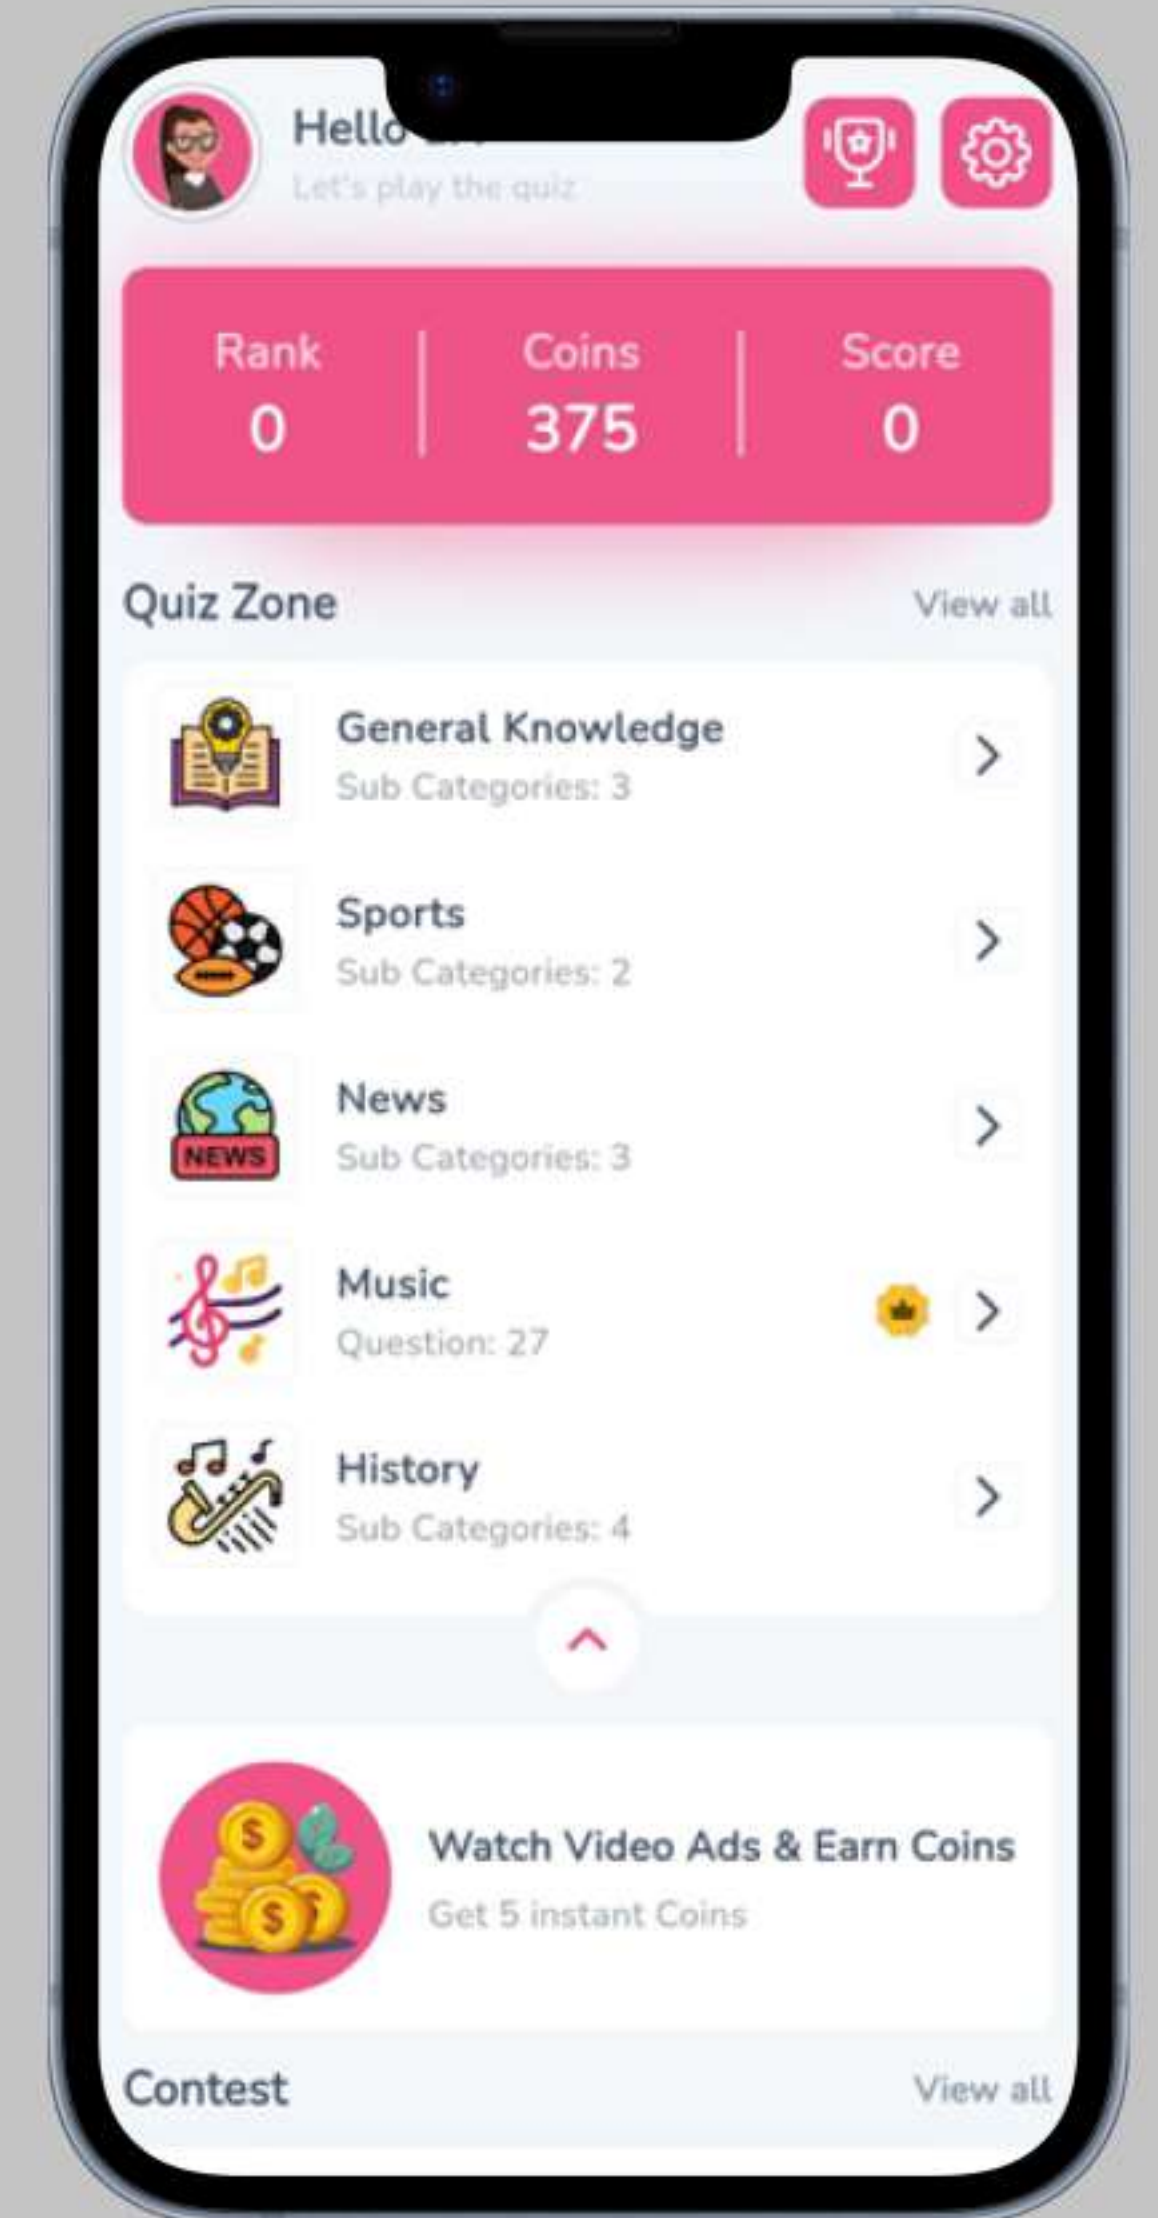 Hello
Let's play the quiz
Rank
Coins
Score
0
375
0
Quiz Zone
View all
General Knowledge
Sub Categories: 3
Sports
Sub Categories: 2
News
Sub Categories: 3
NEWS
Music
Question: 27
History
Sub Categories: 4
Watch Video Ads & Earn Coins
Get 5 instant Coins
Contest
View all